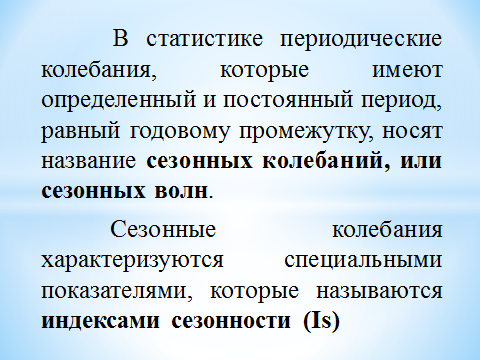 В статистике периодические
колебания, которые имеют
определенный и постоянный период,
равный годовому промежутку, носят
название сезонных колебаний, или
сезонных волн.
Сезонные колебания
характеризуются специальными
показателями, которые называются
индексами сезонности (Is)